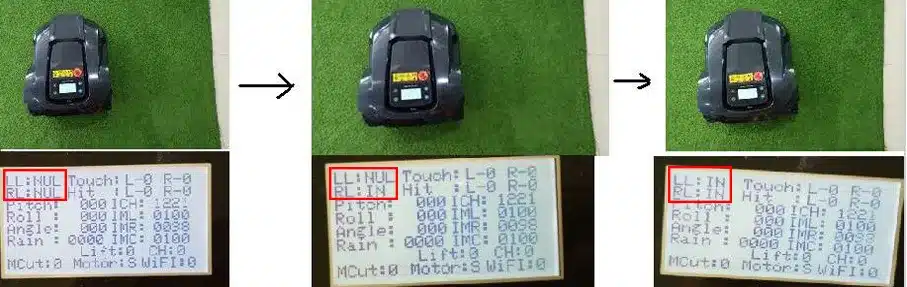 LL:NUL Touch:L-0 R-0
RL:NUL Hit :L-0 R-0
Pitch: 000 ICH:1221
Roll : 000 IML:0100
Angle: 000 IMR:0098
Rain : 0000 IMC:0100
Lift:0 CH:0
MCut:0 Motor:S WiFI:0
LL:NUL Touch:L-0 R-0
RL:IN Hit :L-0 R-0
Pitch: 000 ICH:1221
Roll : 000 IML:0100
Angle: 000 IMR:0098
Rain : 0000 IMC:0100
Lift:0 CH:0
MCut:0 Motor:S WiFI:0
LL:IN Touch:L-0 R-0
RL:IN Hit :L-0 R-0
Pitch: 000 ICH:1221
Roll : 000 IML:0100
Angle: 000 IMR:0098
Rain : 0000 IMC:0100
Lift:0 CH:0
MCut:0 Motor:S WiFI:0